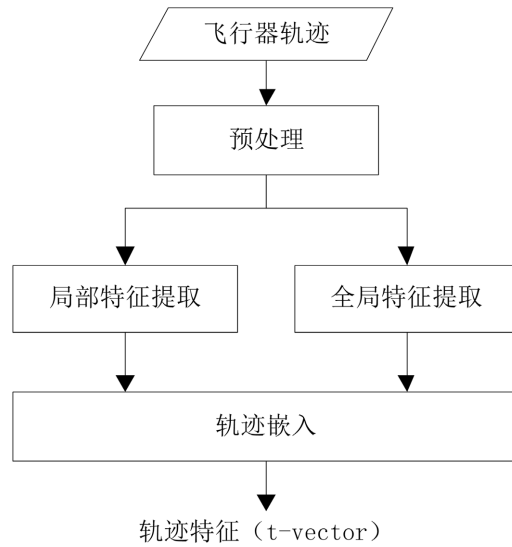 飞行器轨迹
预处理
局部特征提取
全局特征提取
轨迹嵌入
轨迹特征（t-vector）